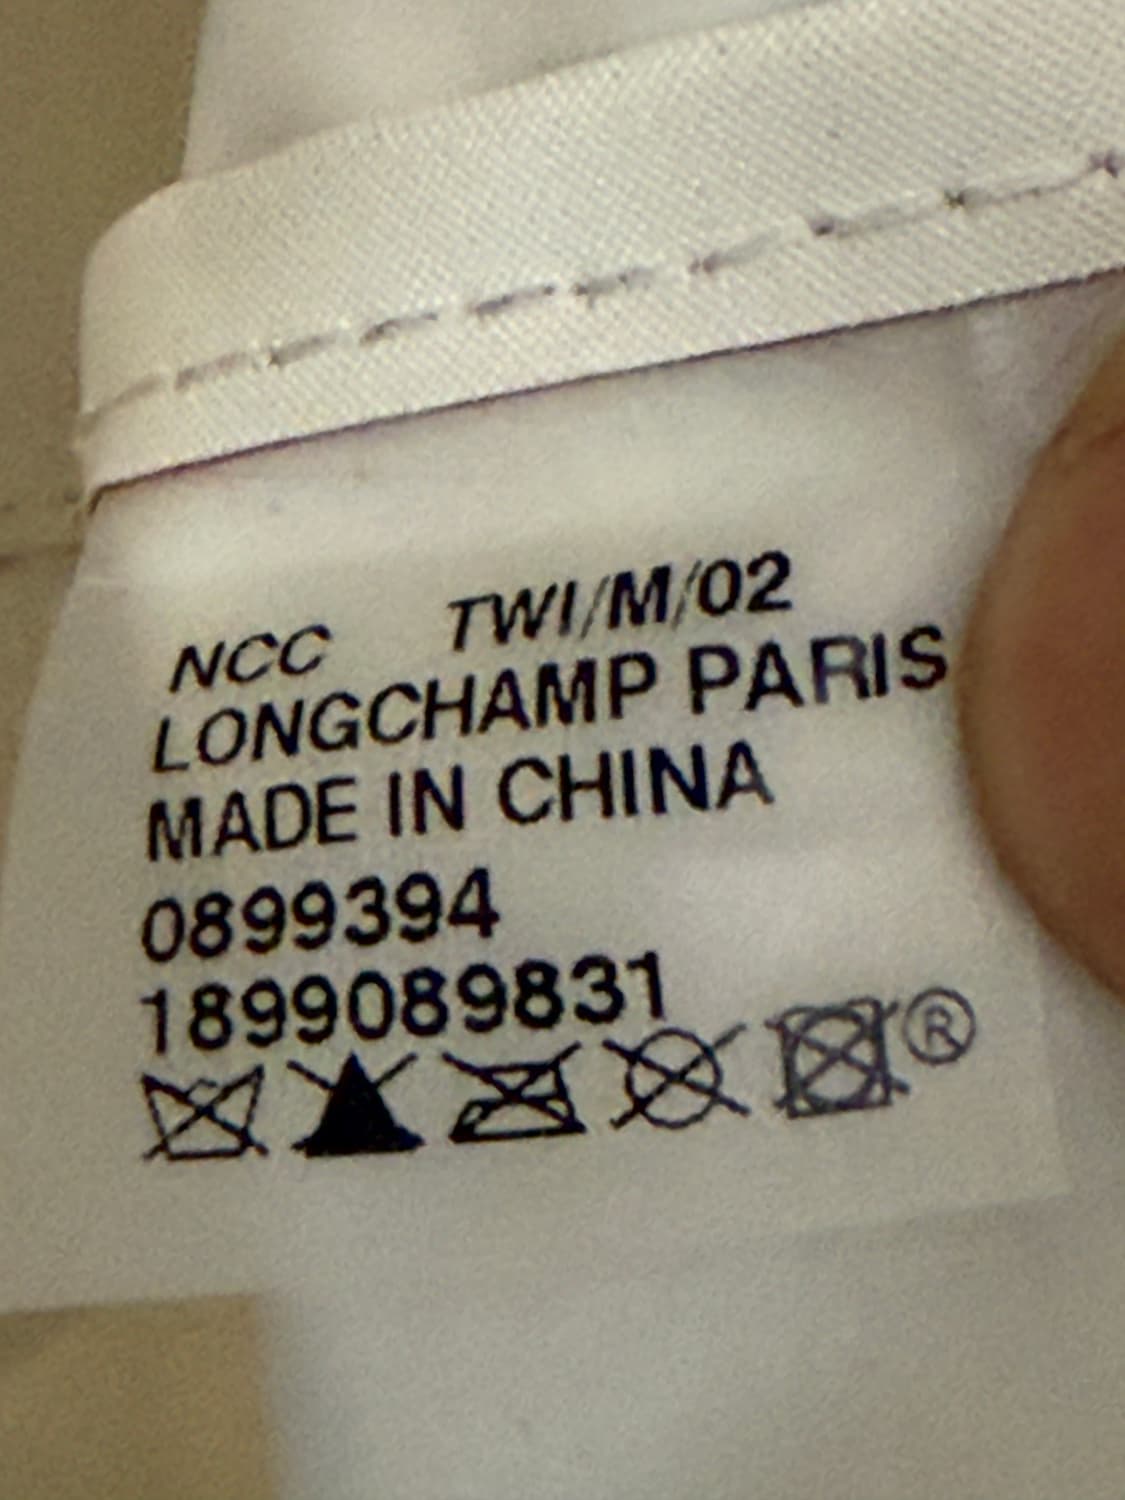 NCC TWI/M/02
LONGCHAMP PARIS
MADE IN CHINA
0899394
1899089831
®